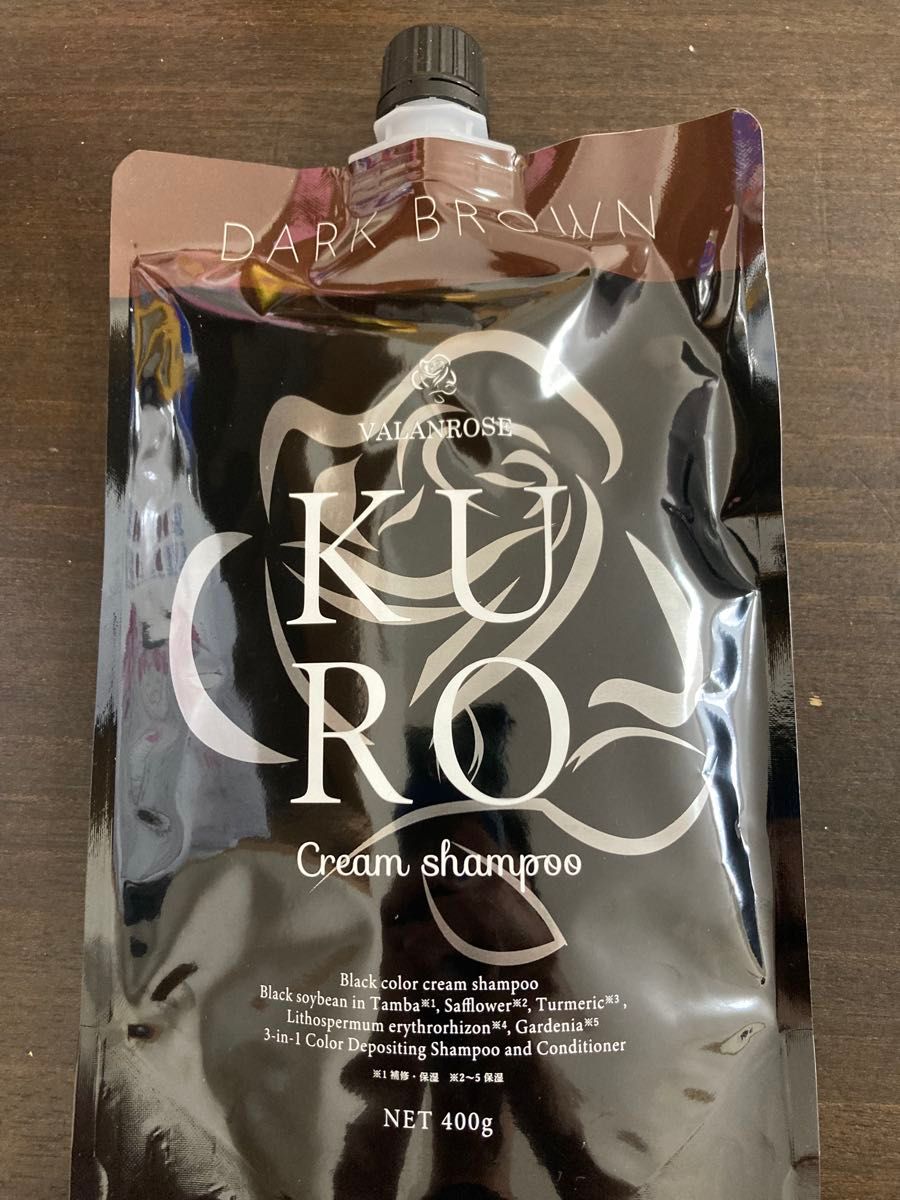 DARK BROWN
VALANROSE
KU
RO
Cream shampoo
Black color cream shampoo
Black soybean in Tamba※1, Safflower※2, Turmeric※3,
Lithospermum erythrorhizon※4, Gardenia※5
3-in-1 Color Depositing Shampoo and Conditioner
※1 補修・保湿 ※2〜5 保湿
NET 400g